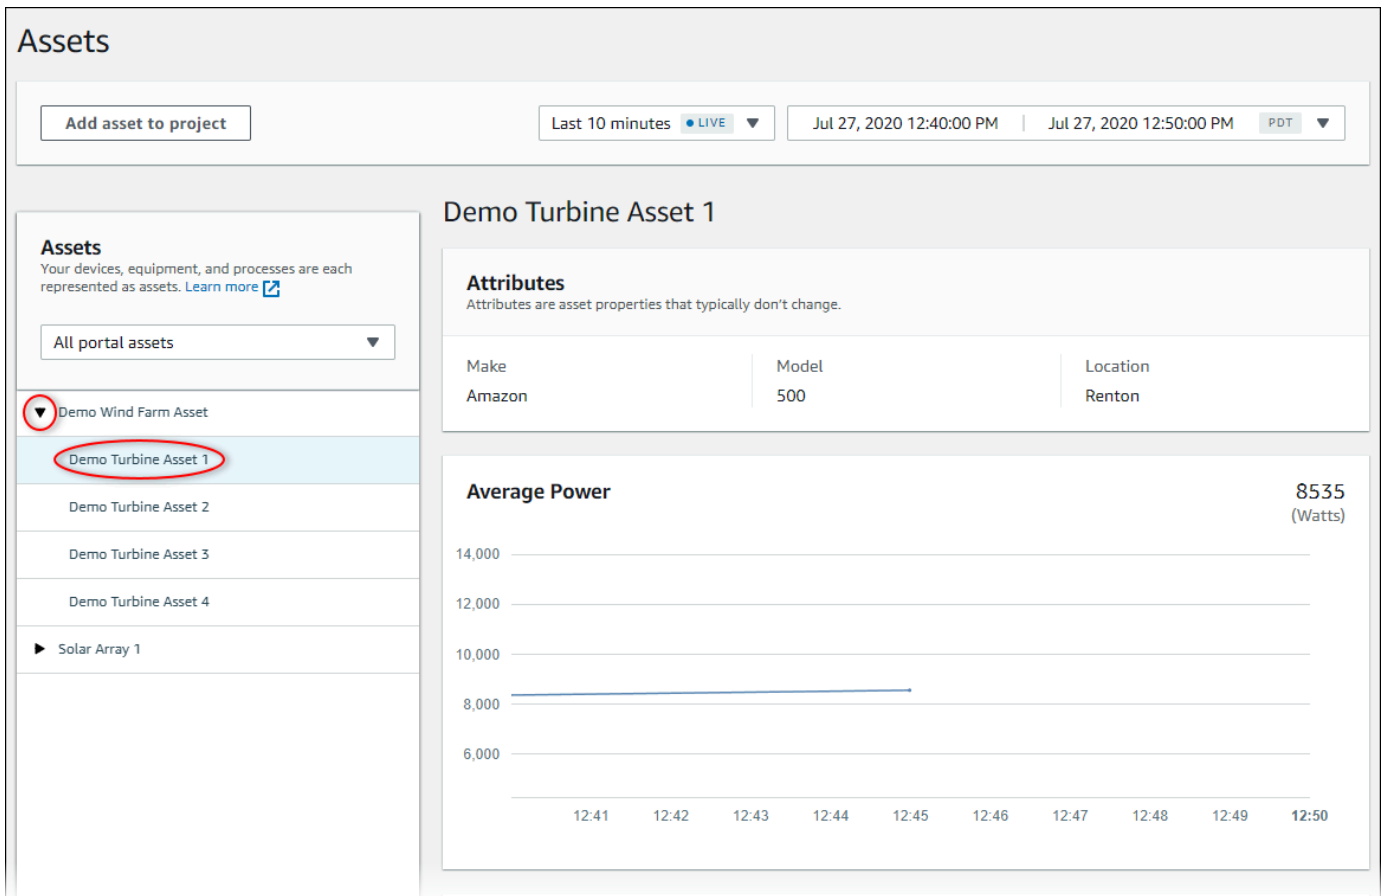 Assets
Add asset to project
Last 10 minutes LIVE
Jul 27, 2020 12:40:00 PM | Jul 27, 2020 12:50:00 PM PDT
Assets
Your devices, equipment, and processes are each
represented as assets. Learn more
All portal assets
Demo Wind Farm Asset
Demo Turbine Asset 1
Demo Turbine Asset 2
Demo Turbine Asset 3
Demo Turbine Asset 4
Solar Array 1
Demo Turbine Asset 1
Attributes
Attributes are asset properties that typically don't change.
Make
Amazon
Model
500
Location
Renton
Average Power
8535
(Watts)
14,000
12,000
10,000
8,000
6,000
12:41 12:42 12:43 12:44 12:45 12:46 12:47 12:48 12:49 12:50